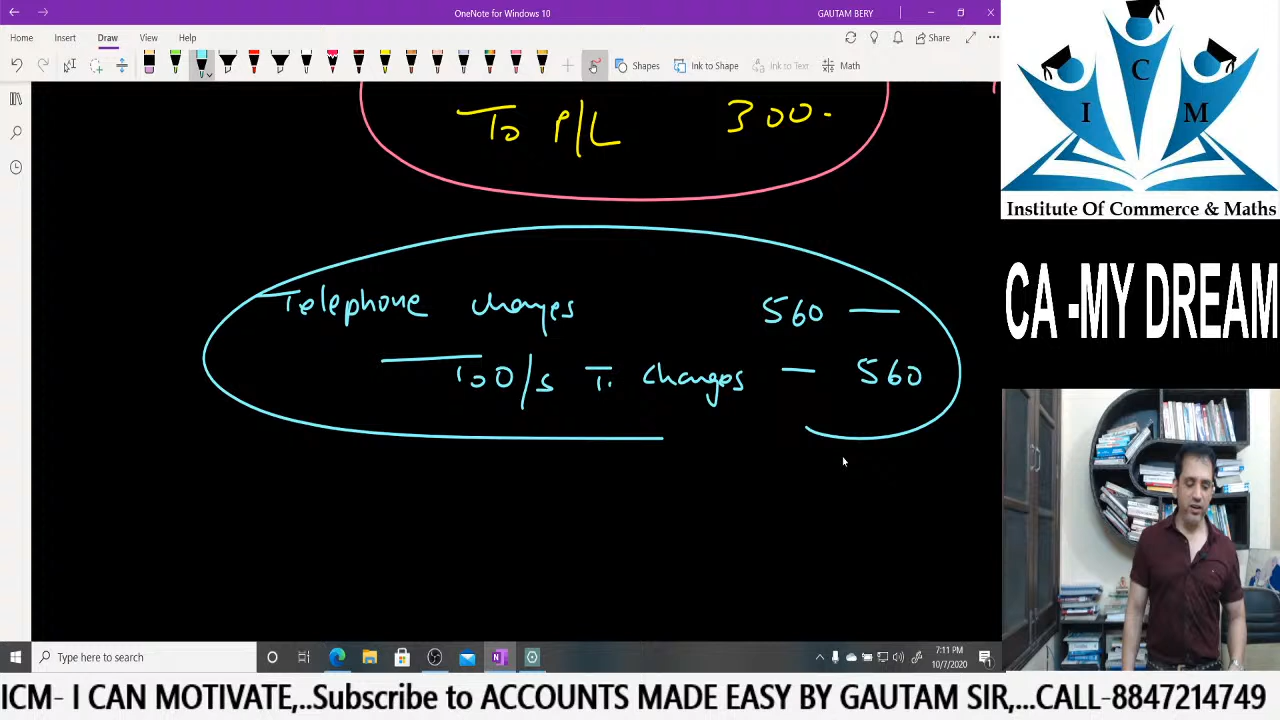 OneNote for Windows 10
GAUTAM BERY
Home Insert Draw View Help
Share
Shapes Ink to Shape Ink to Text Math
To P/L 300.
Telephone charges 560 —
To O/s T. charges — 560
I C M
Institute Of Commerce & Maths
CA -MY DREAM
Type here to search
7:11 PM
10/7/2020
1
ICM- I CAN MOTIVATE,..Subscribe to ACCOUNTS MADE EASY BY GAUTAM SIR,...CALL-8847214749